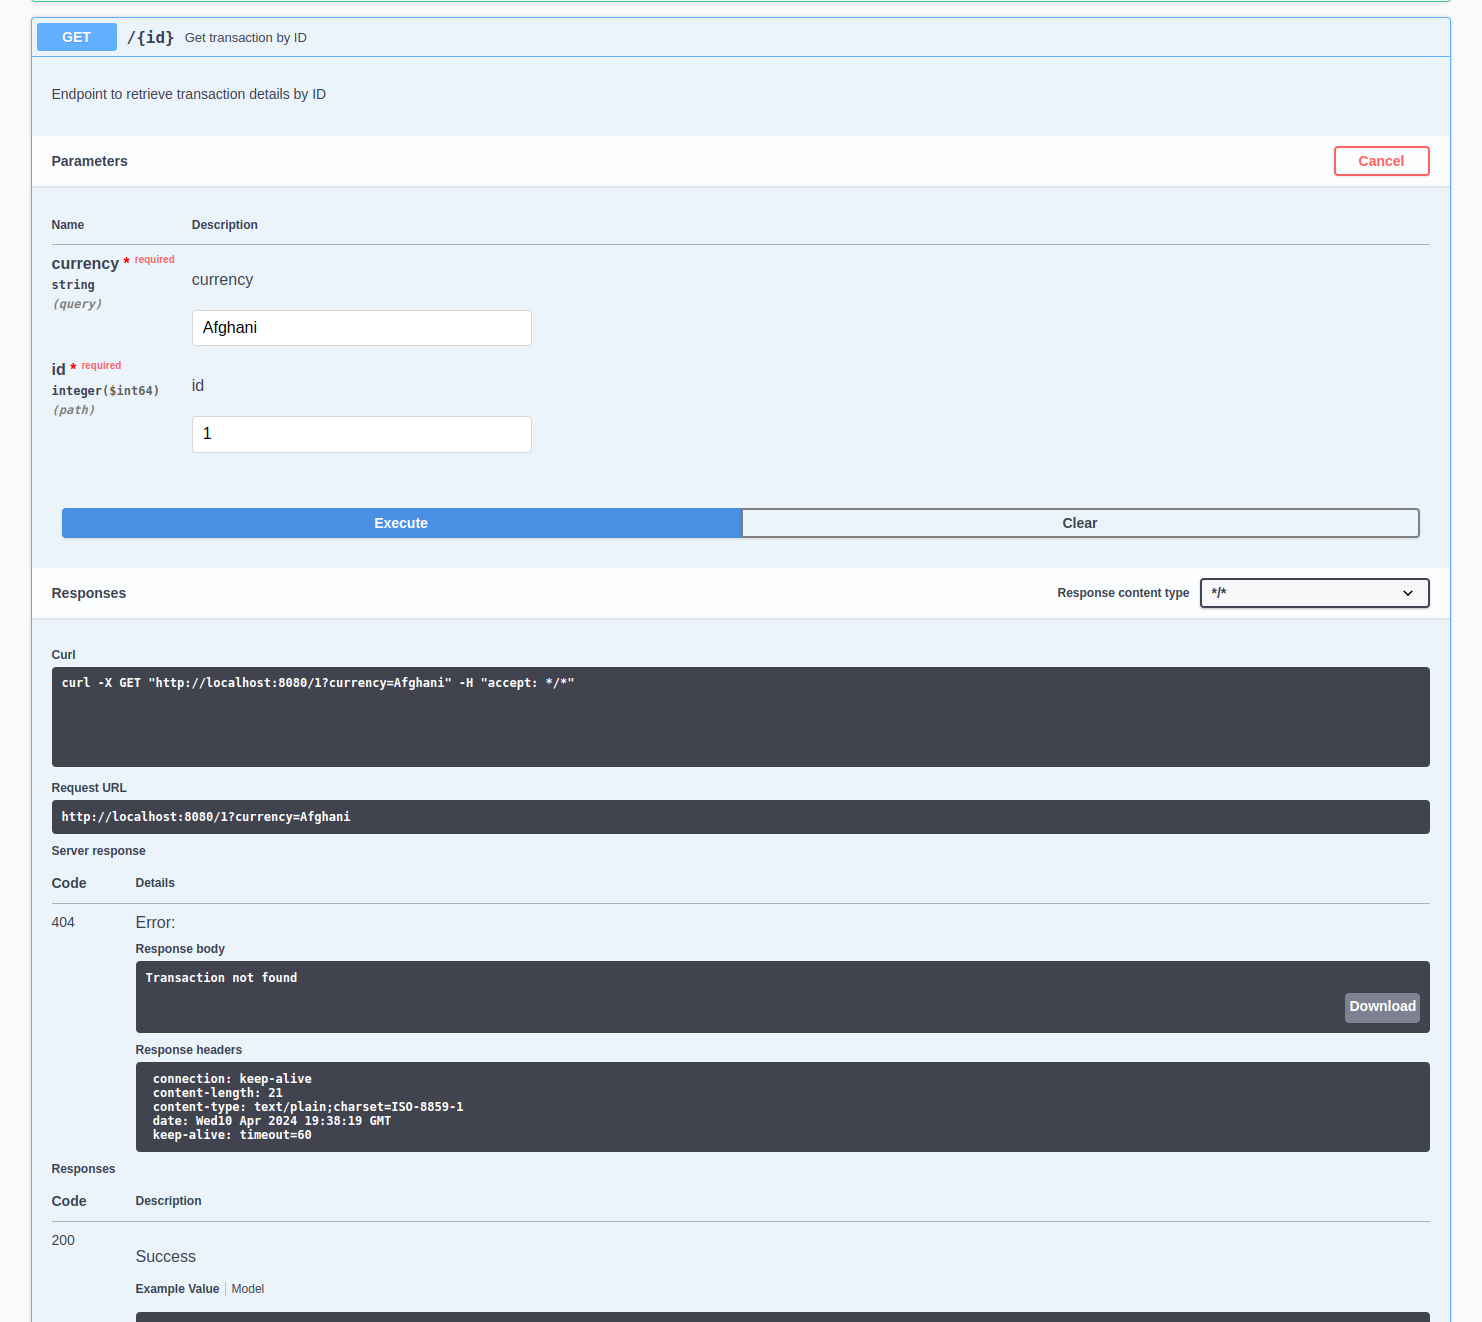 GET /{id} Get transaction by ID
Endpoint to retrieve transaction details by ID
Parameters
Cancel
Name Description
currency * required
string
(query)
currency
Afghani
id * required
integer($int64)
(path)
id
1
Execute Clear
Responses Response content type */*
Curl
curl -X GET "http://localhost:8080/1?currency=Afghani" -H "accept: */*"
Request URL
http://localhost:8080/1?currency=Afghani
Server response
Code Details
404 Error:
Response body
Transaction not found
Download
Response headers
connection: keep-alive
content-length: 21
content-type: text/plain;charset=ISO-8859-1
date: Wed10 Apr 2024 19:38:19 GMT
keep-alive: timeout=60
Responses
Code Description
200
Success
Example Value Model